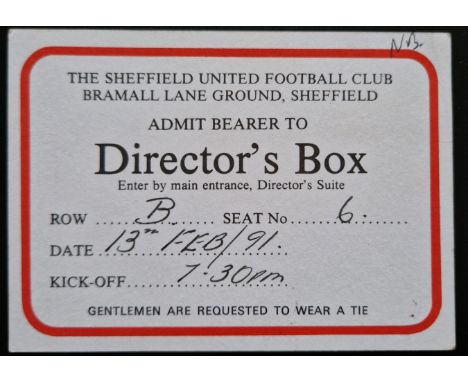 NB
THE SHEFFIELD UNITED FOOTBALL CLUB
BRAMALL LANE GROUND, SHEFFIELD
ADMIT BEARER TO
Director's Box
Enter by main entrance, Director's Suite
ROW ..... B ....... SEAT No ........ 6. .......
DATE 13TH FEB/91.
KICK-OFF ........ 7.30pm
GENTLEMEN ARE REQUESTED TO WEAR A TIE